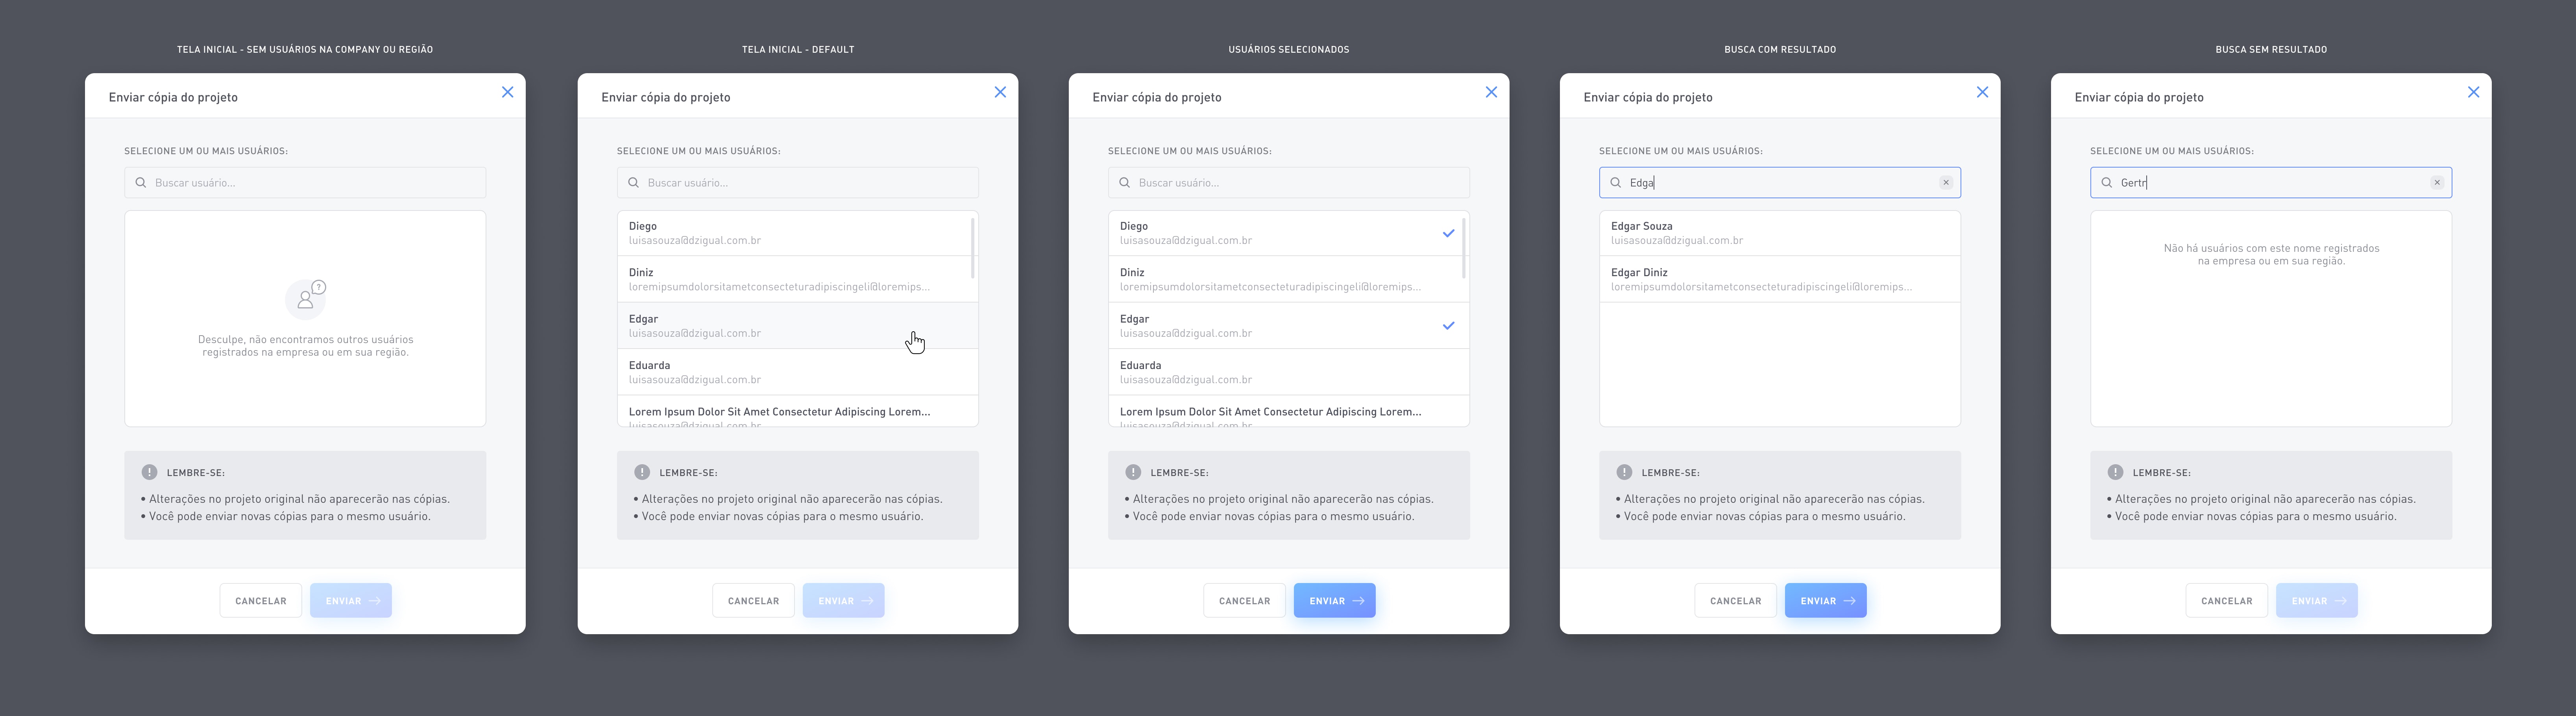 TELA INICIAL - SEM USUÁRIOS NA COMPANY OU REGIÃO
Enviar cópia do projeto
SELECIONE UM OU MAIS USUÁRIOS:
Buscar usuário...
?
Desculpe, não encontramos outros usuários
registrados na empresa ou em sua região.
! LEMBRE-SE:
• Alterações no projeto original não aparecerão nas cópias.
• Você pode enviar novas cópias para o mesmo usuário.
CANCELAR
ENVIAR
TELA INICIAL - DEFAULT
Enviar cópia do projeto
SELECIONE UM OU MAIS USUÁRIOS:
Buscar usuário...
Diego
luisasouza@dzigual.com.br
Diniz
loremipsumdolorsitametconsecteturadipiscingeli@loremips...
Edgar
luisasouza@dzigual.com.br
Eduarda
luisasouza@dzigual.com.br
Lorem Ipsum Dolor Sit Amet Consectetur Adipiscing Lorem...
luisasouza@dzigual.com.br
! LEMBRE-SE:
• Alterações no projeto original não aparecerão nas cópias.
• Você pode enviar novas cópias para o mesmo usuário.
CANCELAR
ENVIAR
USUÁRIOS SELECIONADOS
Enviar cópia do projeto
SELECIONE UM OU MAIS USUÁRIOS:
Buscar usuário...
Diego
luisasouza@dzigual.com.br
Diniz
loremipsumdolorsitametconsecteturadipiscingeli@loremips...
Edgar
luisasouza@dzigual.com.br
Eduarda
luisasouza@dzigual.com.br
Lorem Ipsum Dolor Sit Amet Consectetur Adipiscing Lorem...
luisasouza@dzigual.com.br
! LEMBRE-SE:
• Alterações no projeto original não aparecerão nas cópias.
• Você pode enviar novas cópias para o mesmo usuário.
CANCELAR
ENVIAR
BUSCA COM RESULTADO
Enviar cópia do projeto
SELECIONE UM OU MAIS USUÁRIOS:
Edga
Edgar Souza
luisasouza@dzigual.com.br
Edgar Diniz
loremipsumdolorsitametconsecteturadipiscingeli@loremips...
! LEMBRE-SE:
• Alterações no projeto original não aparecerão nas cópias.
• Você pode enviar novas cópias para o mesmo usuário.
CANCELAR
ENVIAR
BUSCA SEM RESULTADO
Enviar cópia do projeto
SELECIONE UM OU MAIS USUÁRIOS:
Gertr
Não há usuários com este nome registrados
na empresa ou em sua região.
! LEMBRE-SE:
• Alterações no projeto original não aparecerão nas cópias.
• Você pode enviar novas cópias para o mesmo usuário.
CANCELAR
ENVIAR